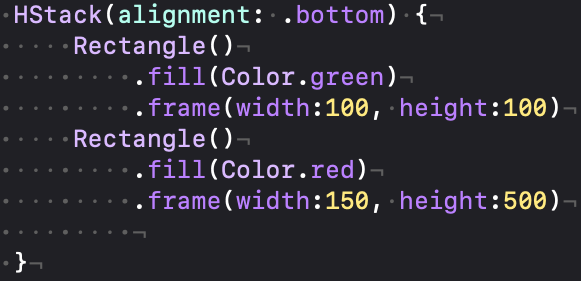 HStack(alignment: .bottom) {
Rectangle()
.fill(Color.green)
.frame(width:100, height:100)
Rectangle()
.fill(Color.red)
.frame(width:150, height:500)
}